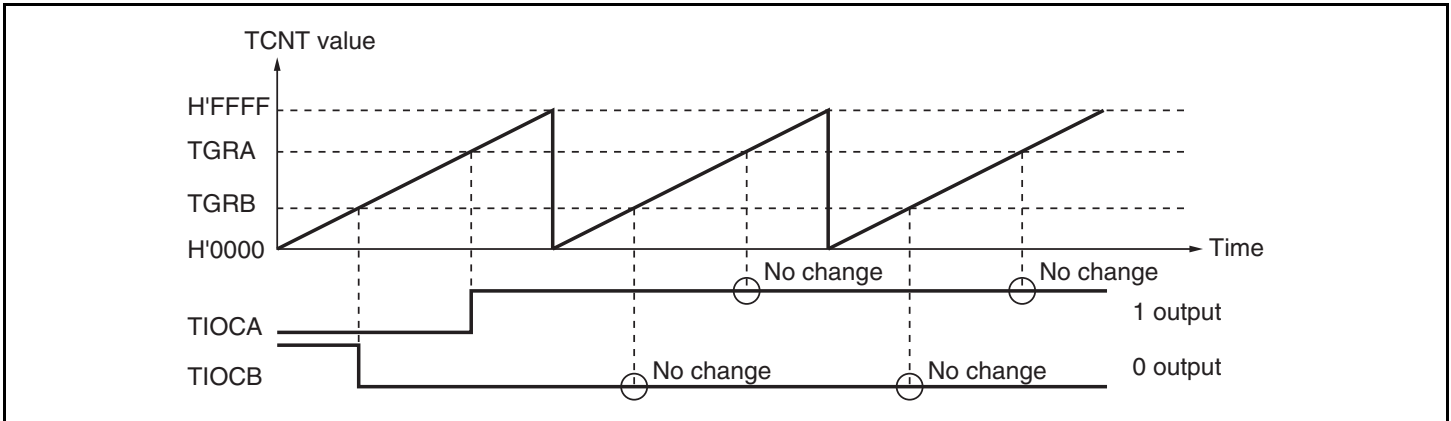 TCNT value
H'FFFF
TGRA
TGRB
H'0000
Time
No change
No change
1 output
TIOCA
No change
No change
0 output
TIOCB